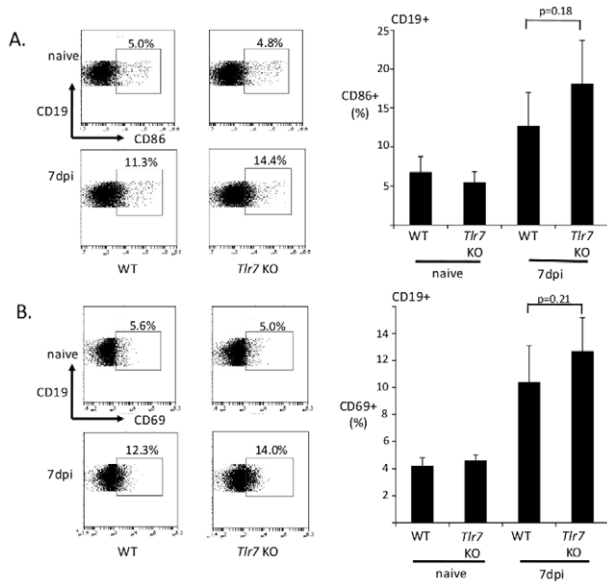 A.
naive
5.0%
4.8%
CD19
CD86
7dpi
11.3%
14.4%
WT
Tlr7 KO
CD19+
p=0.18
CD86+
(%)
25
20
15
10
5
WT
Tlr7
KO
WT
Tlr7
KO
naive
7dpi
B.
naive
5.6%
5.0%
CD19
CD69
7dpi
12.3%
14.0%
WT
Tlr7 KO
CD19+
p=0.21
CD69+
(%)
14
12
10
8
6
4
2
WT
Tlr7
KO
WT
Tlr7
KO
naive
7dpi